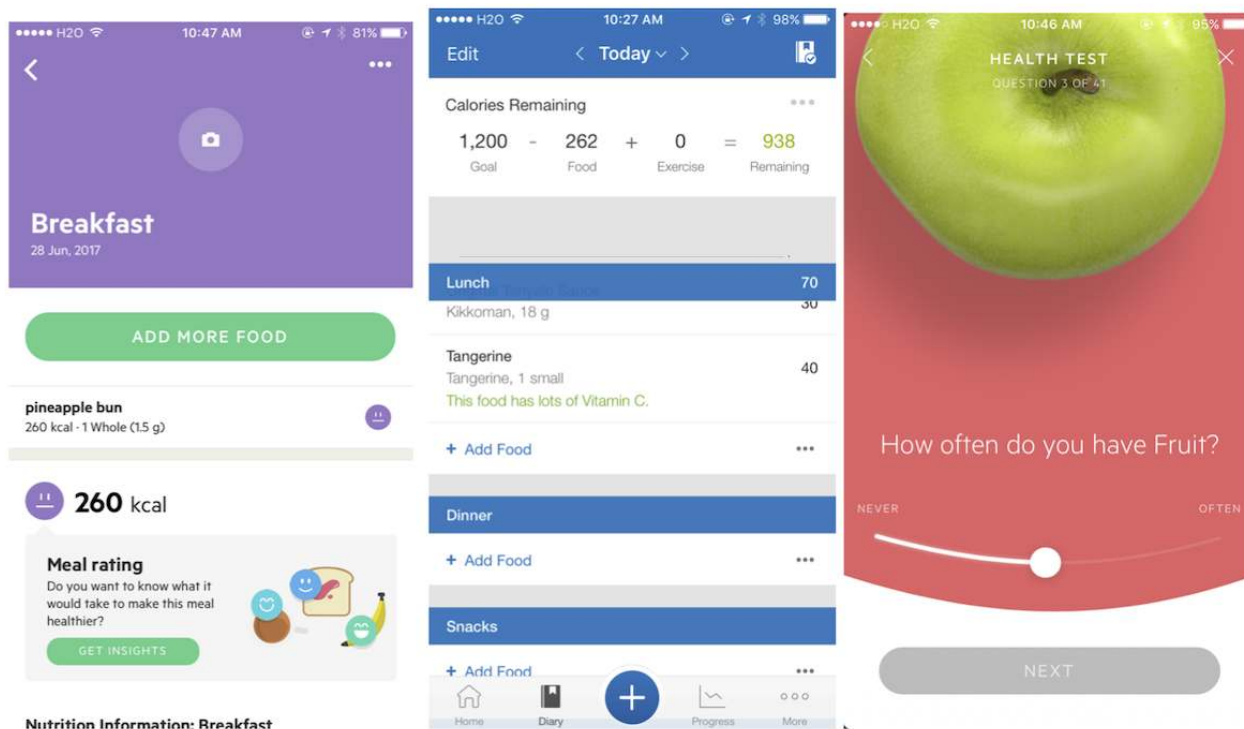 H2O 10:47 AM 81%
Breakfast
28 Jun, 2017
ADD MORE FOOD
pineapple bun
260 kcal · 1 Whole (1.5 g)
260 kcal
Meal rating
Do you want to know what it
would take to make this meal
healthier?
GET INSIGHTS
Nutrition Information: Breakfast
H2O 10:27 AM 98%
Edit < Today >
Calories Remaining
1,200 - 262 + 0 = 938
Goal Food Exercise Remaining
Lunch 70
Kikkoman, 18 g 30
Tangerine 40
Tangerine, 1 small
This food has lots of Vitamin C.
+ Add Food
Dinner
+ Add Food
Snacks
+ Add Food
Home Diary Progress More
H2O 10:46 AM 95%
HEALTH TEST
QUESTION 3 OF 41
How often do you have Fruit?
NEVER OFTEN
NEXT